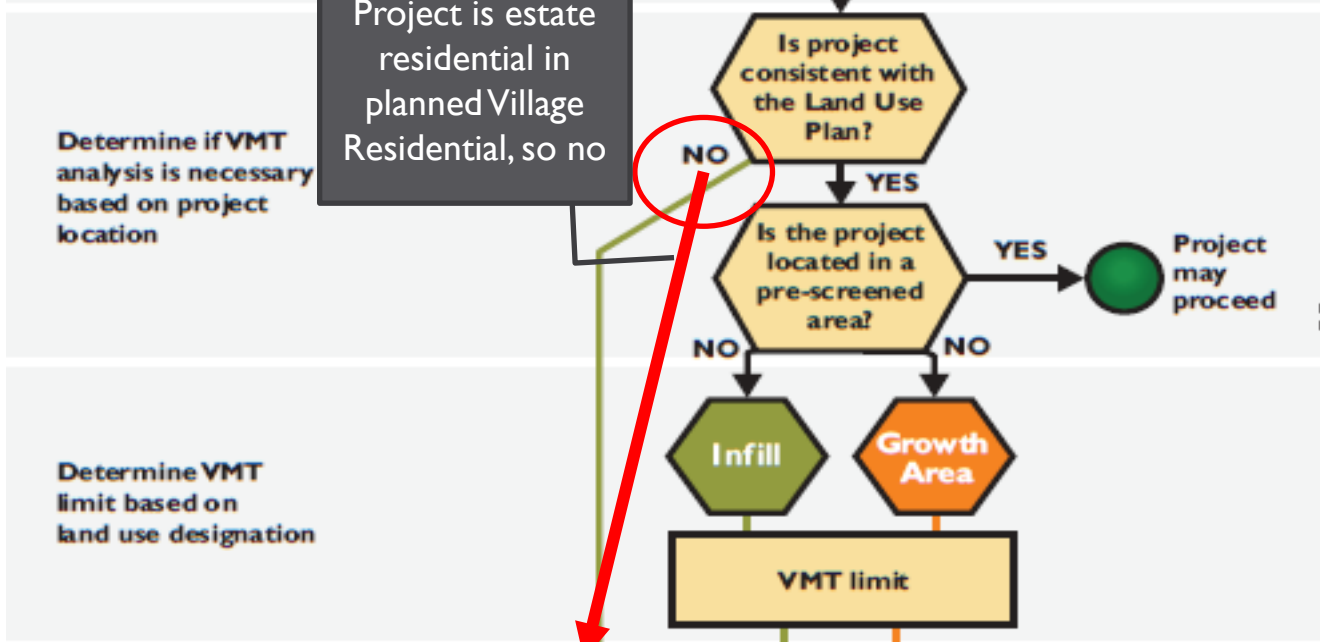 Project is estate
residential in
planned Village
Residential, so no
Is project
consistent with
the Land Use
Plan?
Determine if VMT
analysis is necessary
based on project
location
NO
YES
Is the project
located in a
pre-screened
area?
YES
Project
may
proceed
NO
NO
Determine VMT
limit based on
land use designation
Infill
Growth
Area
VMT limit